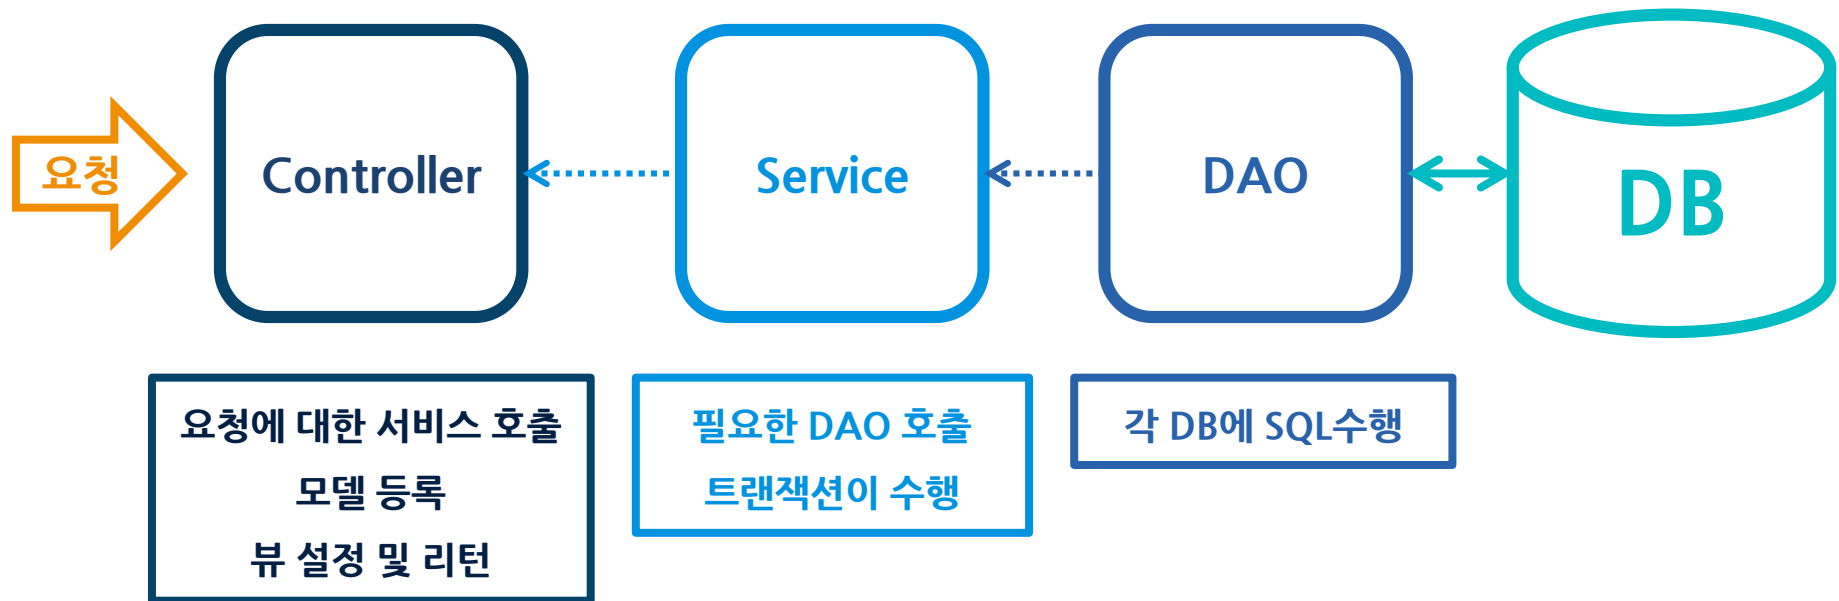 요청
Controller
Service
DAO
DB
요청에 대한 서비스 호출
모델 등록
뷰 설정 및 리턴
필요한 DAO 호출
트랜잭션이 수행
각 DB에 SQL수행